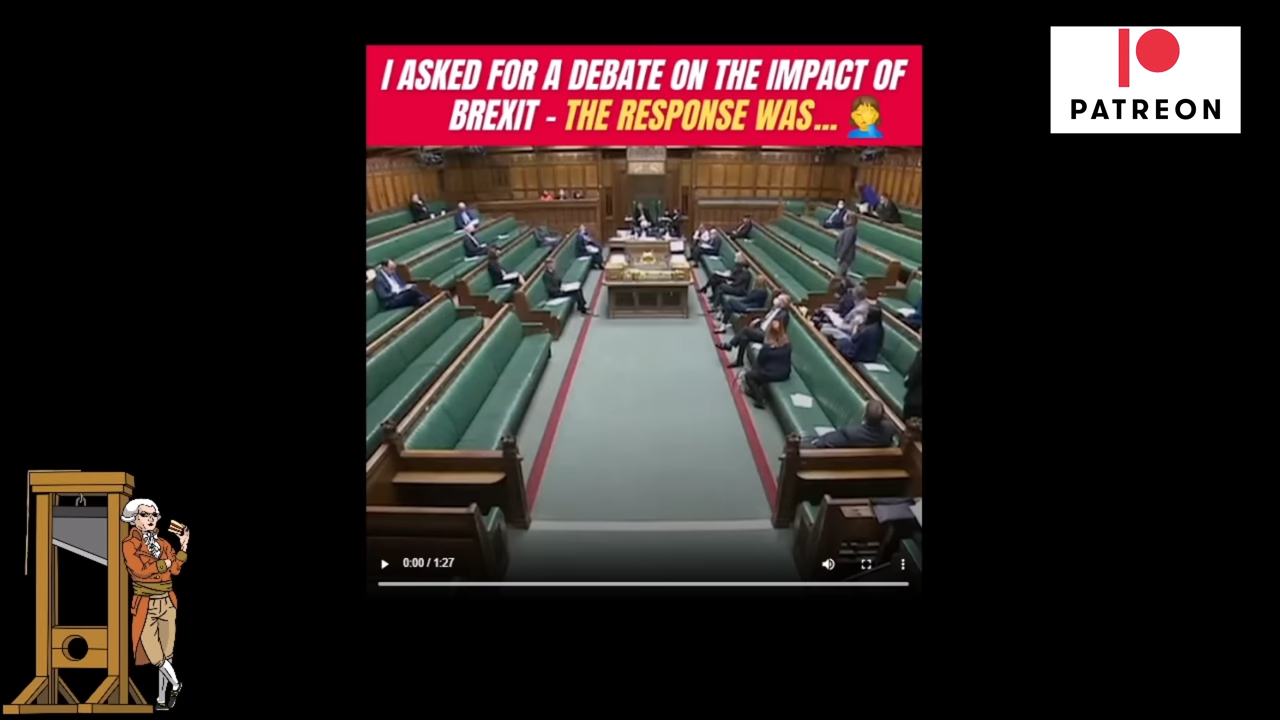 I ASKED FOR A DEBATE ON THE IMPACT OF
BREXIT - THE RESPONSE WAS... 🤦
PATREON
0:00 / 1:27